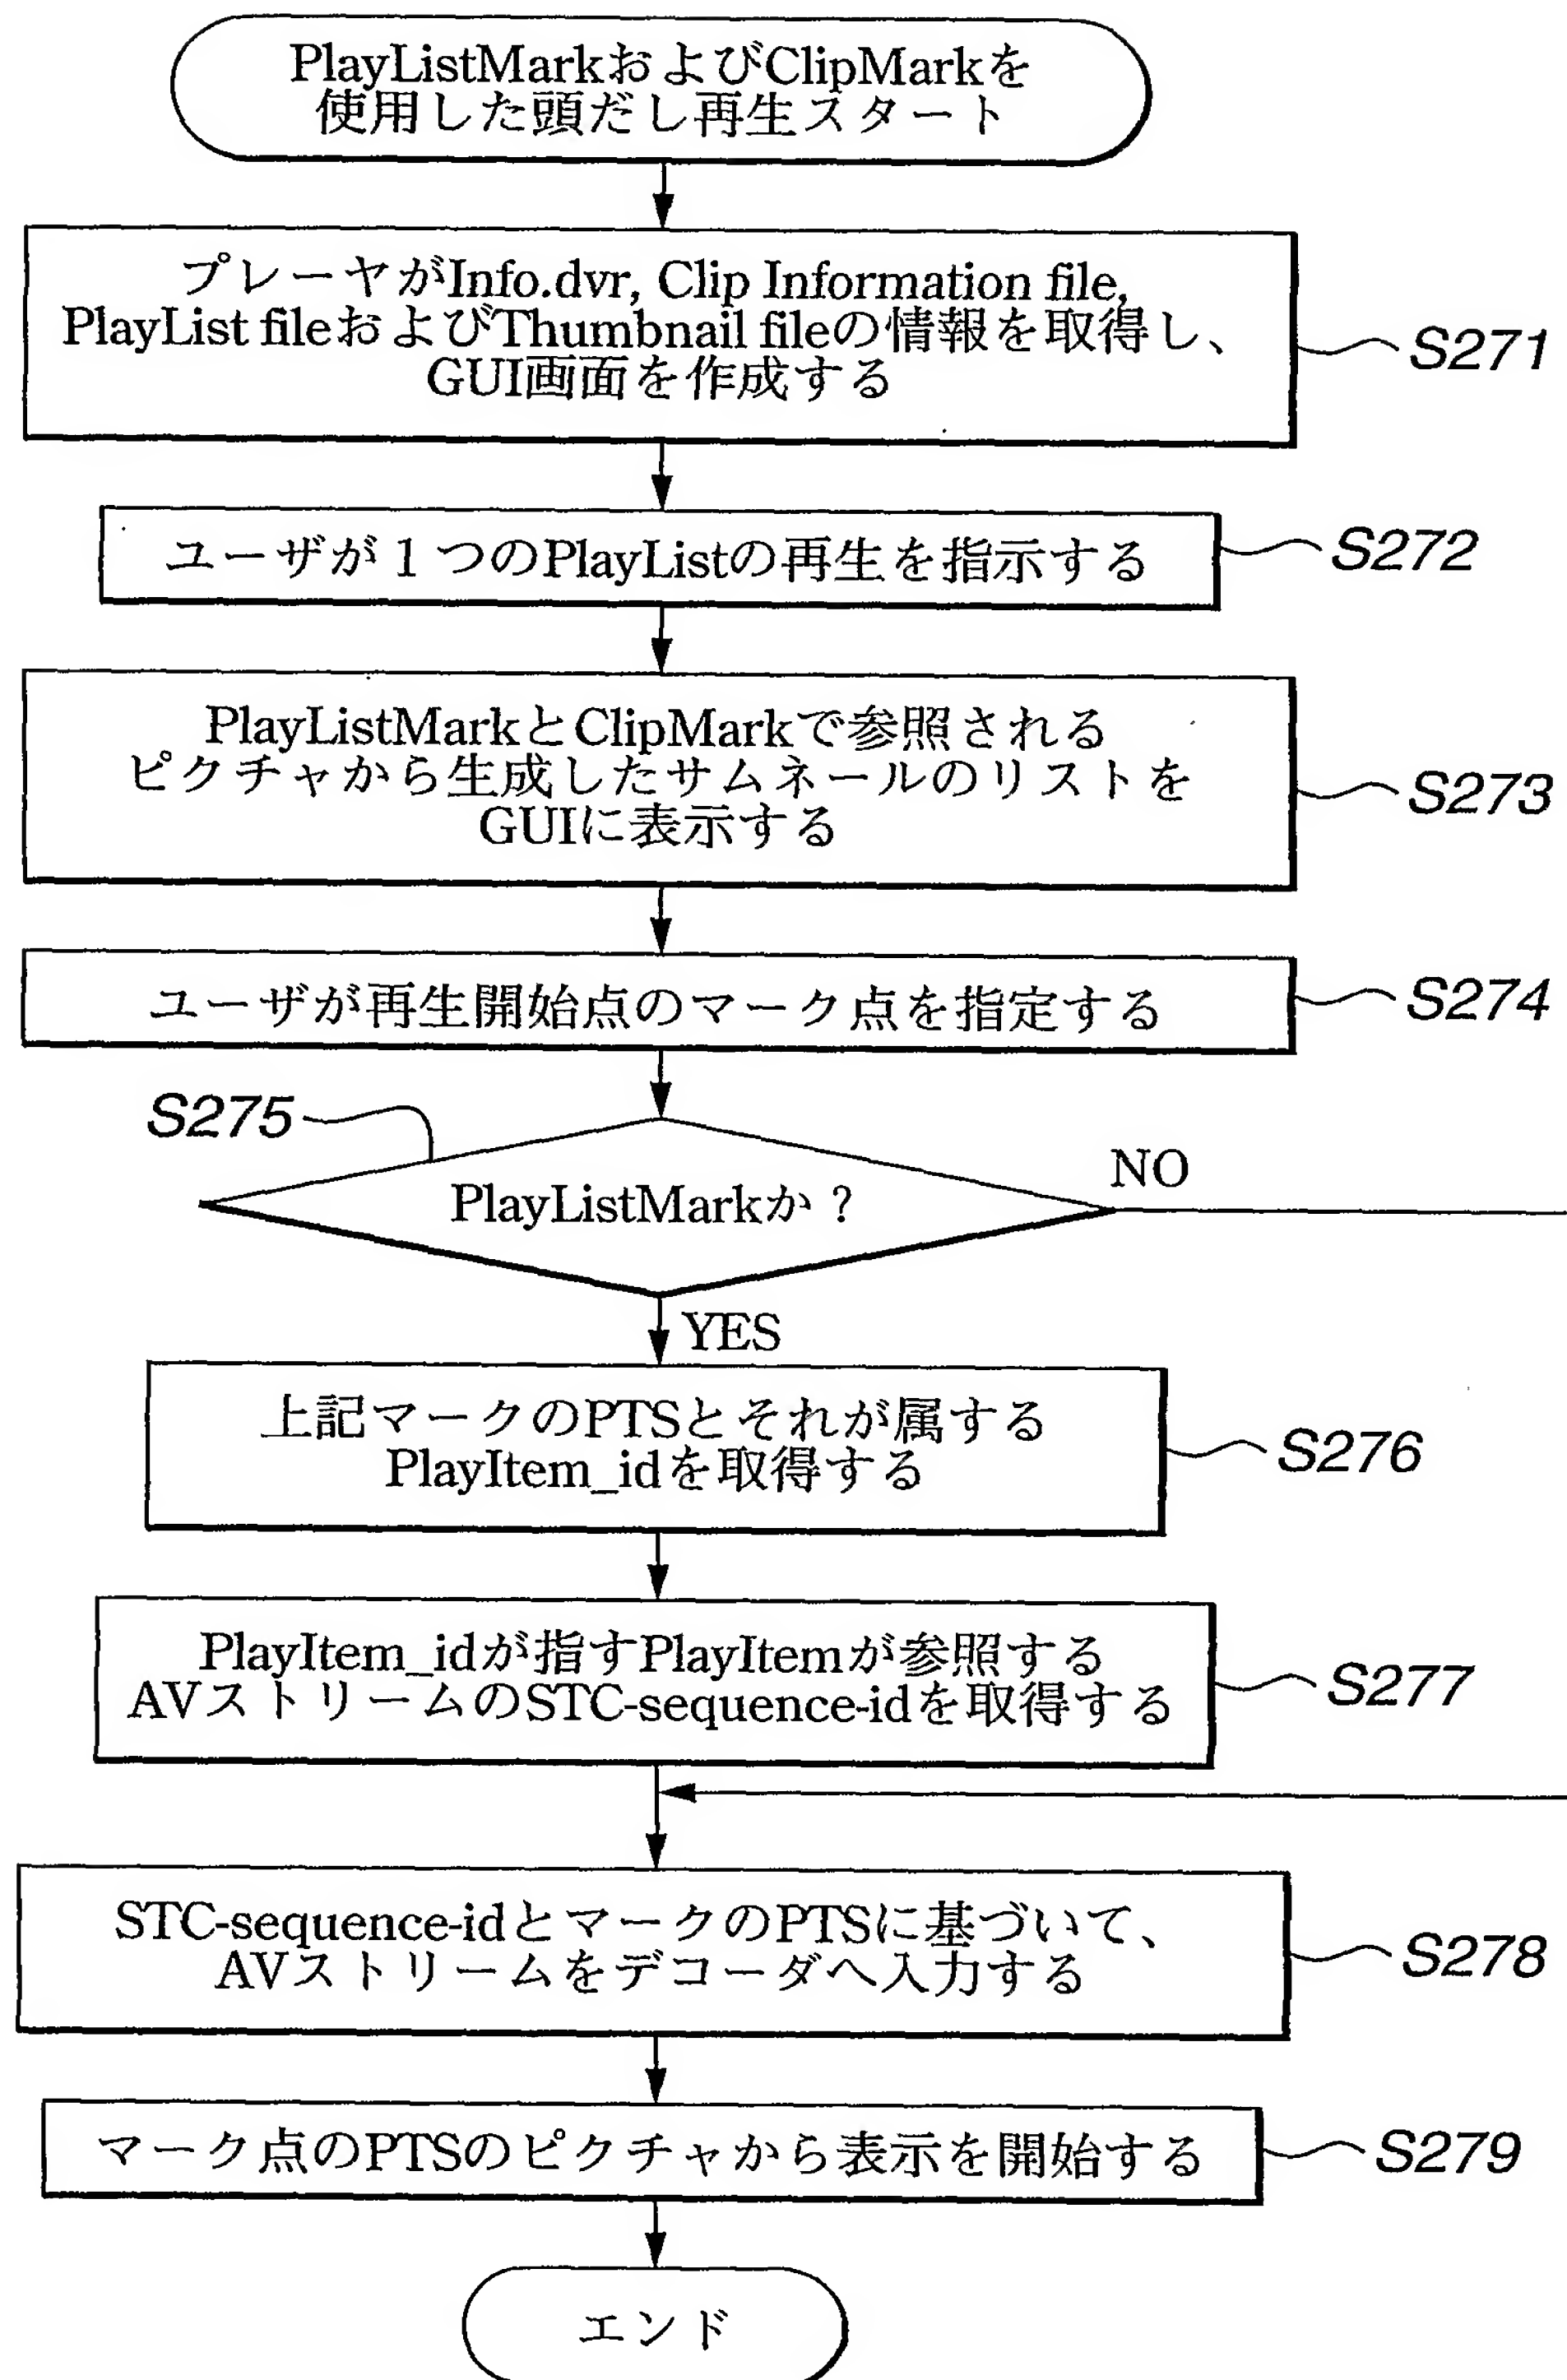 PlayListMarkおよびClipMarkを
使用した頭だし再生スタート
プレーヤがInfo.dvr, Clip Information file,
PlayList fileおよびThumbnail fileの情報を取得し、
GUI画面を作成する
S271
ユーザが1つのPlayListの再生を指示する
S272
PlayListMarkとClipMarkで参照される
ピクチャから生成したサムネールのリストを
GUIに表示する
S273
ユーザが再生開始点のマーク点を指定する
S274
S275
PlayListMarkか?
NO
YES
上記マークのPTSとそれが属する
PlayItem_idを取得する
S276
PlayItem_idが指すPlayItemが参照する
AVストリームのSTC-sequence-idを取得する
S277
STC-sequence-idとマークのPTSに基づいて、
AVストリームをデコーダへ入力する
S278
マーク点のPTSのピクチャから表示を開始する
S279
エンド